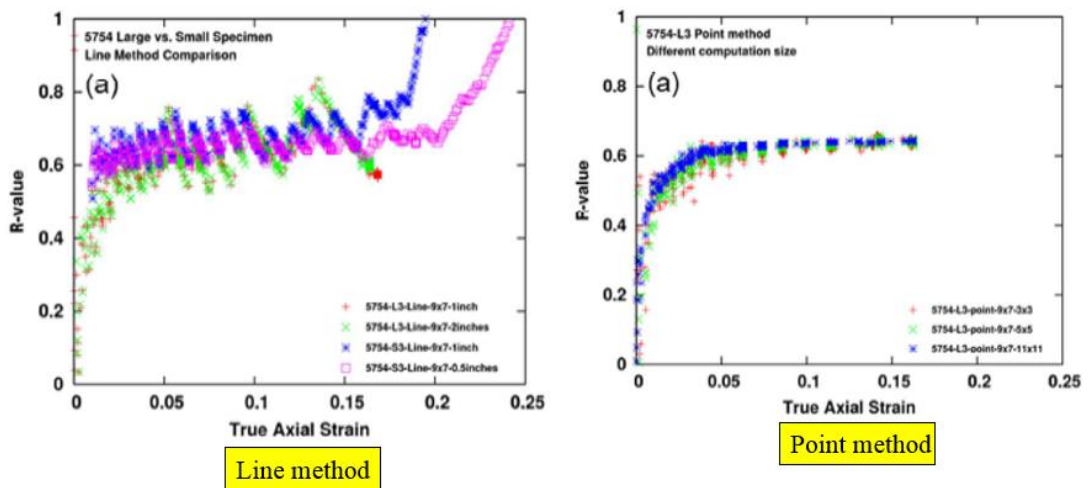 5754 Large vs. Small Specimen
Line Method Comparison
(a)
1
0.8
0.6
0.4
0.2
0
R-value
0
0.05
0.1
0.15
0.2
0.25
True Axial Strain
5754-L3-Line-9x7-1inch
5754-L3-Line-9x7-2inches
5754-S3-Line-9x7-1inch
5754-S3-Line-9x7-0.5inches
Line method
5754-L3 Point method
Different computation size
(a)
1
0.8
0.6
0.4
0.2
0
F-value
0
0.05
0.1
0.15
0.2
0.25
True Axial Strain
5754-L3-point-9x7-3x3
5754-L3-point-9x7-5x5
5754-L3-point-9x7-11x11
Point method